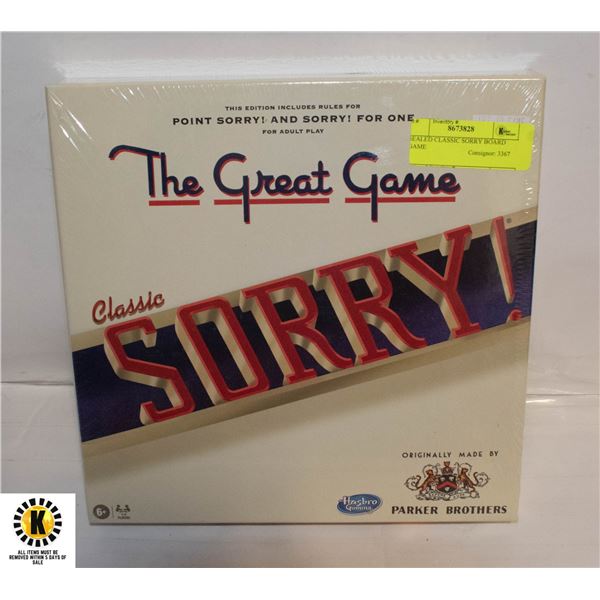 THIS EDITION INCLUDES RULES FOR
POINT SORRY! AND SORRY! FOR ONE
FOR ADULT PLAY
Inventory #:
8673828
SEALED CLASSIC SORRY BOARD
GAME
Consignor: 3367
The Great Game
Classic
SORRY!
ORIGINALLY MADE BY
PARKER BROTHERS
Hasbro
Gaming
6+
K
ALL ITEMS MUST BE
REMOVED WITHIN 5 DAYS OF
SALE